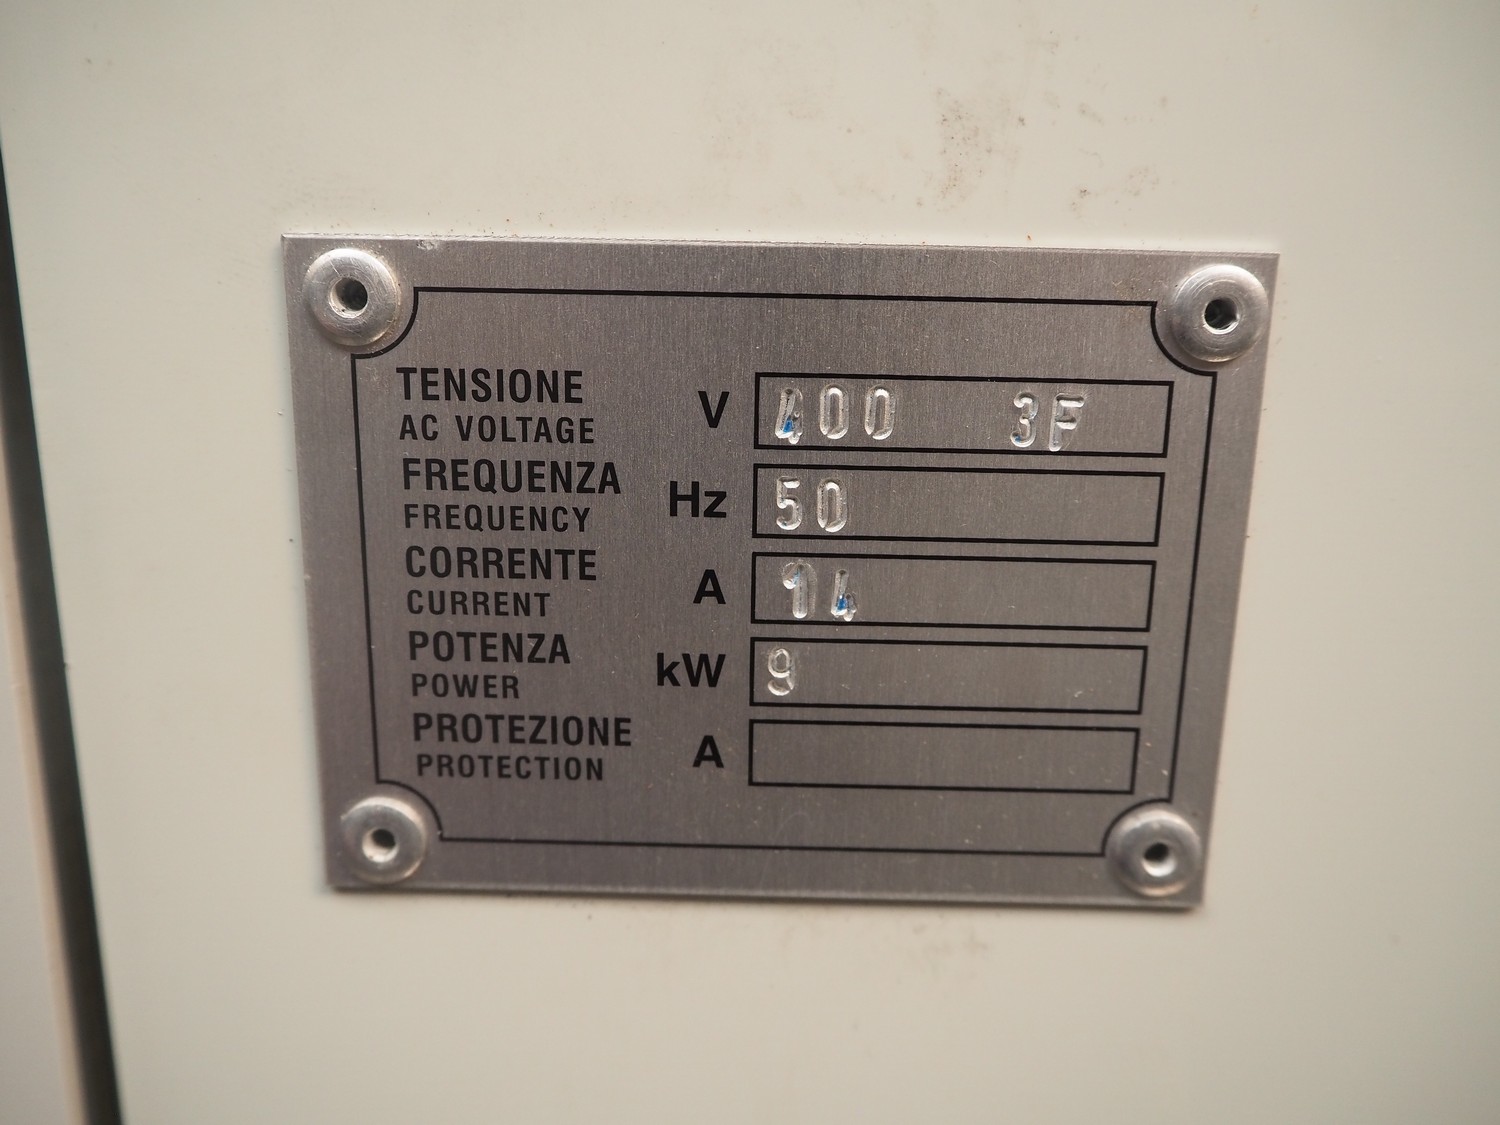 TENSIONE
AC VOLTAGE V 400 3F
FREQUENZA
FREQUENCY Hz 50
CORRENTE
CURRENT A 14
POTENZA
POWER kW 9
PROTEZIONE
PROTECTION A